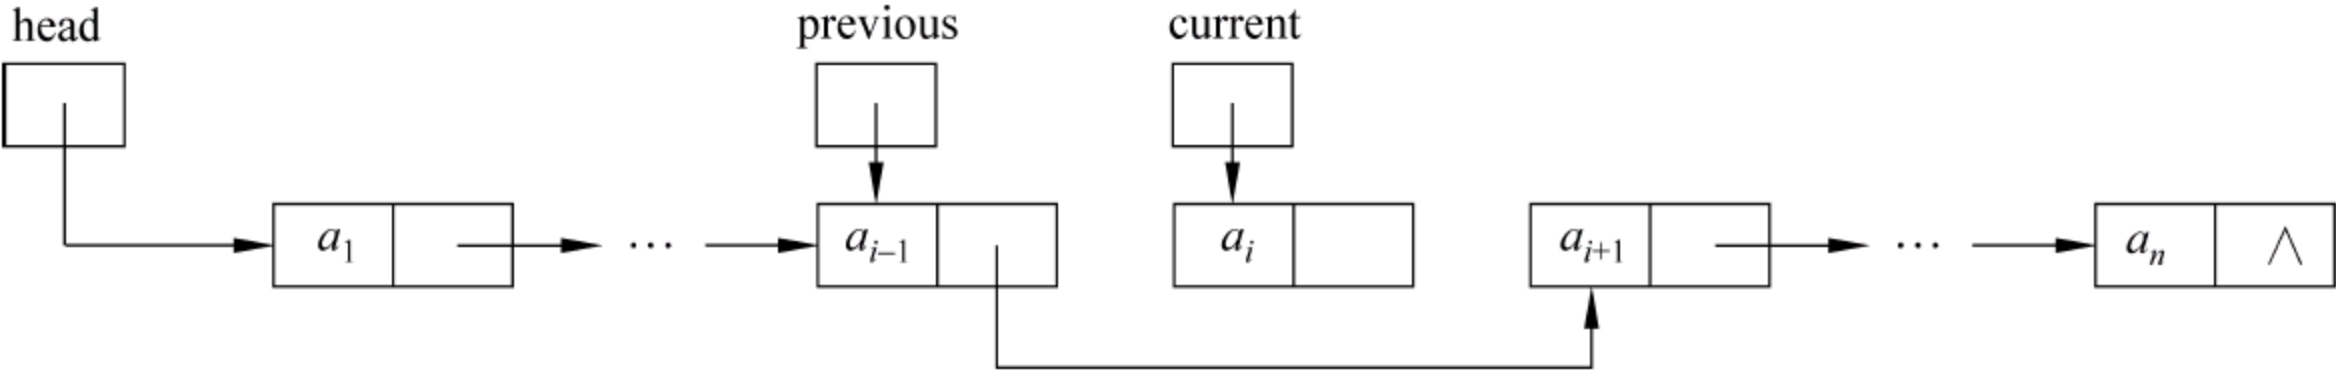 head previous current
a₁ ⋯ aᵢ₋₁ aᵢ aᵢ₊₁ ⋯ aₙ ∧